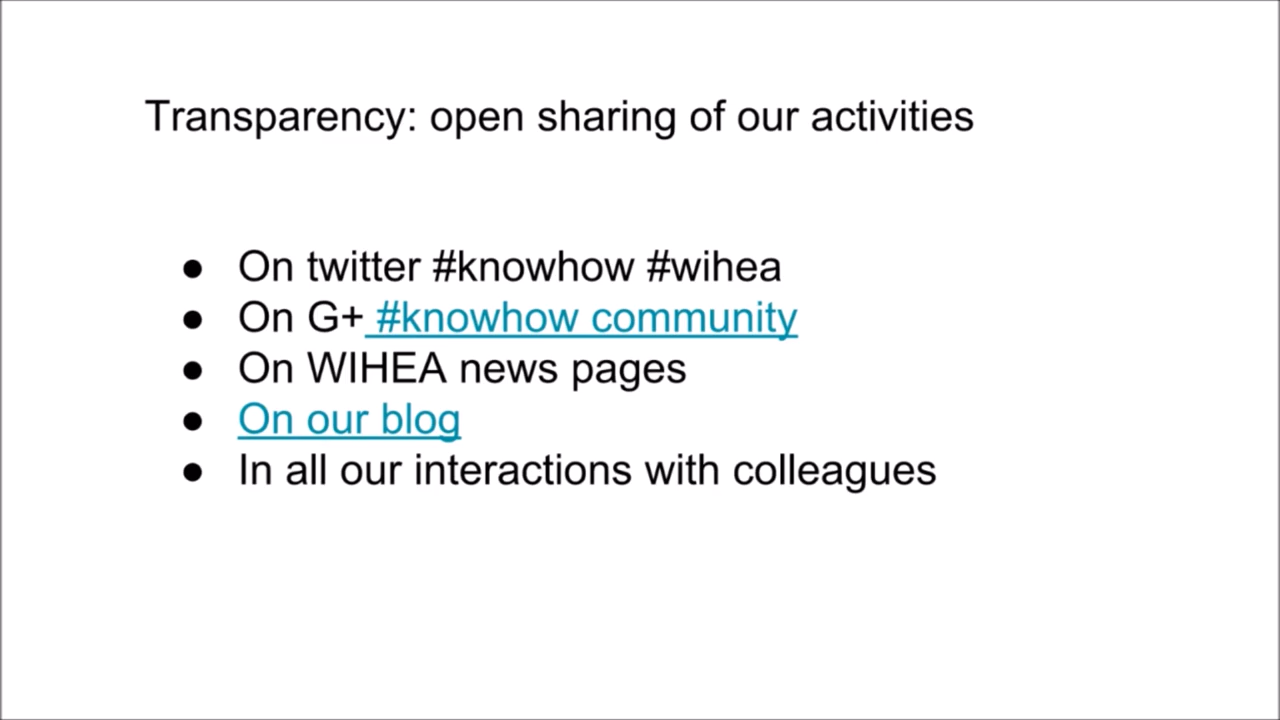 Transparency: open sharing of our activities
● On twitter #knowhow #wihea
● On G+ #knowhow community
● On WIHEA news pages
● On our blog
● In all our interactions with colleagues